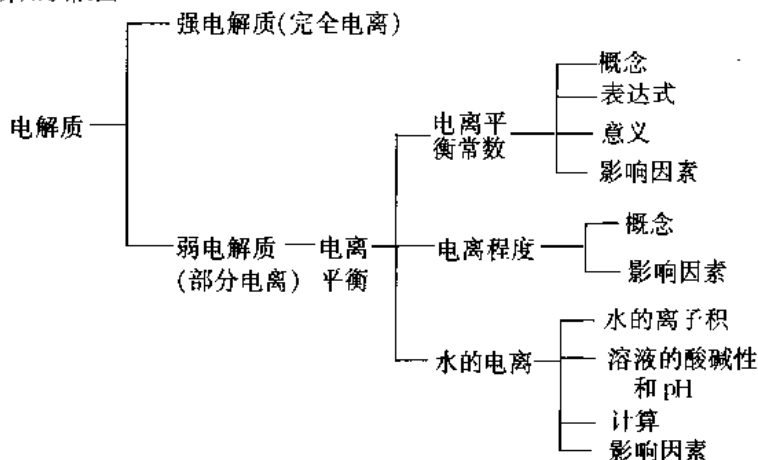 强电解质(完全电离)
电解质
弱电解质
(部分电离)
电离
平衡
电离平
衡常数
概念
表达式
意义
影响因素
电离程度
概念
影响因素
水的电离
水的离子积
溶液的酸碱性
和 pH
计算
影响因素